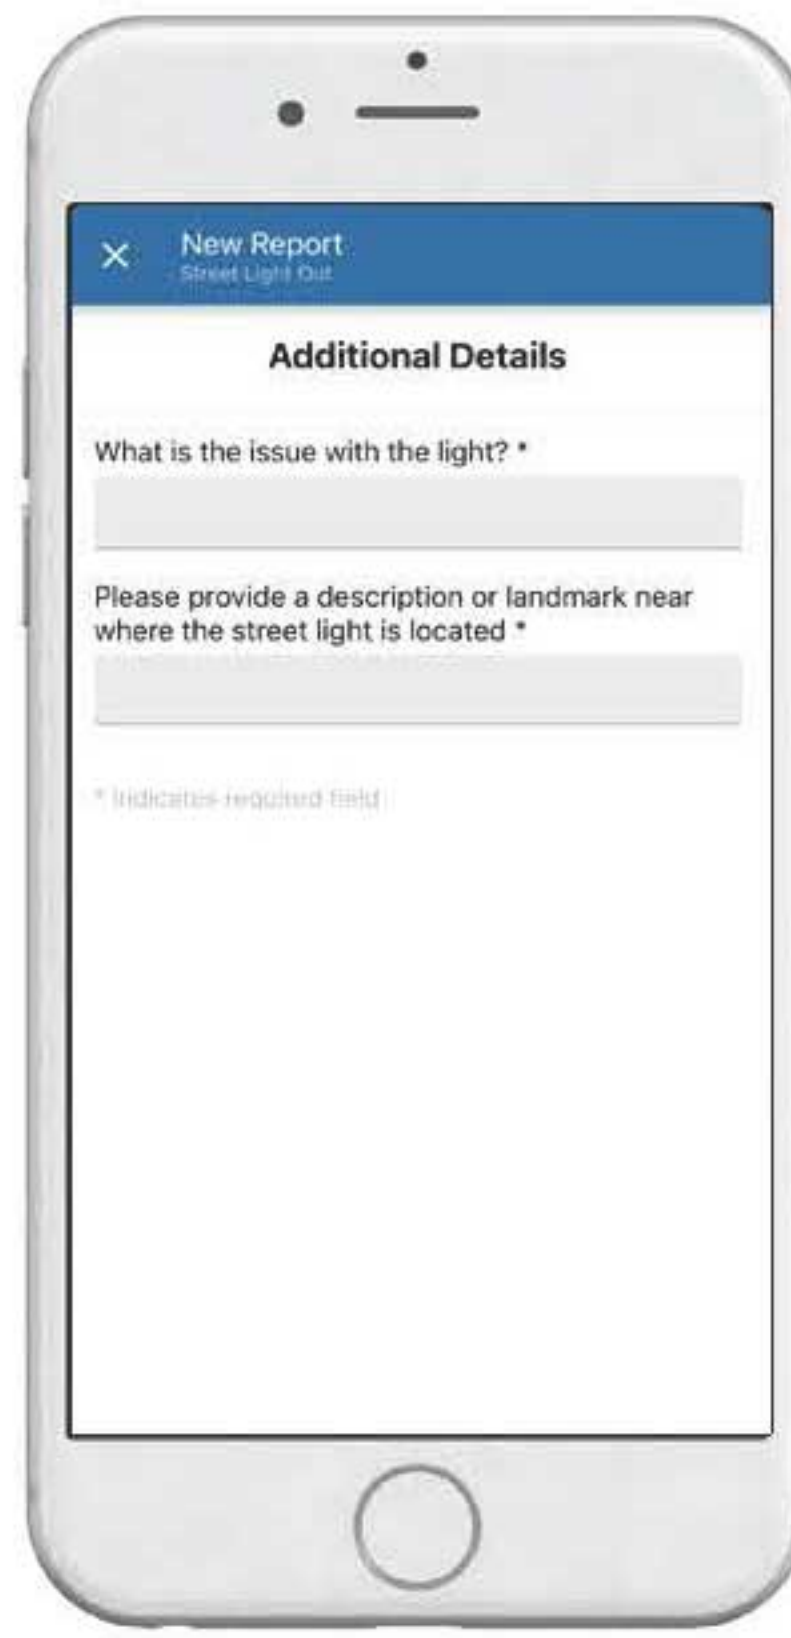 New Report
Street Light Out
Additional Details
What is the issue with the light? *
Please provide a description or landmark near
where the street light is located *
* Indicates required field